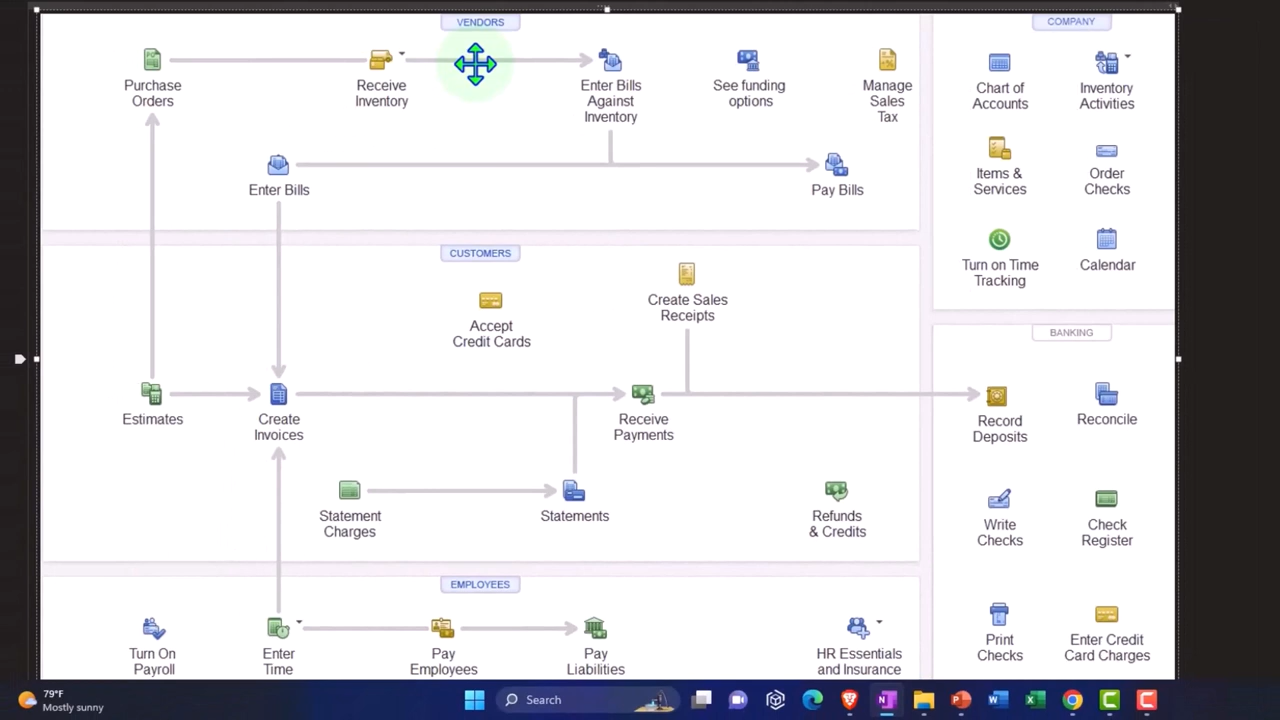 VENDORS
Purchase
Orders
Receive
Inventory
Enter Bills
Against
Inventory
See funding
options
Manage
Sales
Tax
Enter Bills
Pay Bills
COMPANY
Chart of
Accounts
Inventory
Activities
Items &
Services
Order
Checks
Turn on Time
Tracking
Calendar
CUSTOMERS
Create Sales
Receipts
Accept
Credit Cards
Estimates
Create
Invoices
Receive
Payments
Statement
Charges
Statements
Refunds
& Credits
BANKING
Record
Deposits
Reconcile
Write
Checks
Check
Register
Print
Checks
Enter Credit
Card Charges
EMPLOYEES
Turn On
Payroll
Enter
Time
Pay
Employees
Pay
Liabilities
HR Essentials
and Insurance
79°F
Mostly sunny
Search